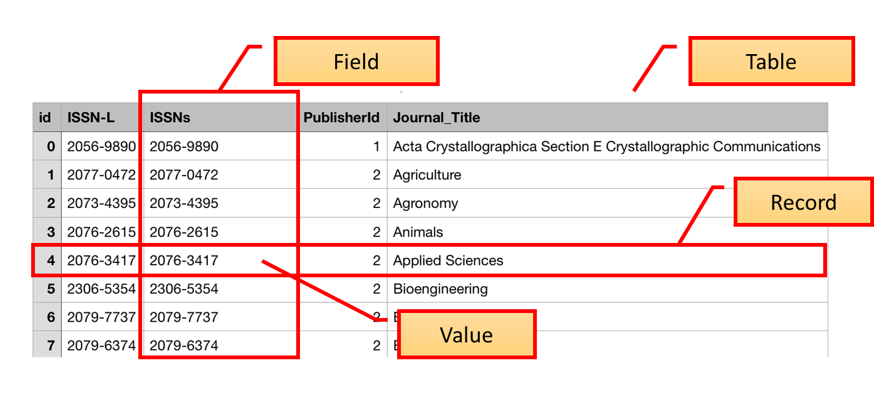 Field
Table
id ISSN-L ISSNs PublisherId Journal_Title
0 2056-9890 2056-9890 1 Acta Crystallographica Section E Crystallographic Communications
1 2077-0472 2077-0472 2 Agriculture
2 2073-4395 2073-4395 2 Agronomy
Record
3 2076-2615 2076-2615 2 Animals
4 2076-3417 2076-3417 2 Applied Sciences
5 2306-5354 2306-5354 2 Bioengineering
6 2079-7737 2079-7737 2
Value
7 2079-6374 2079-6374 2